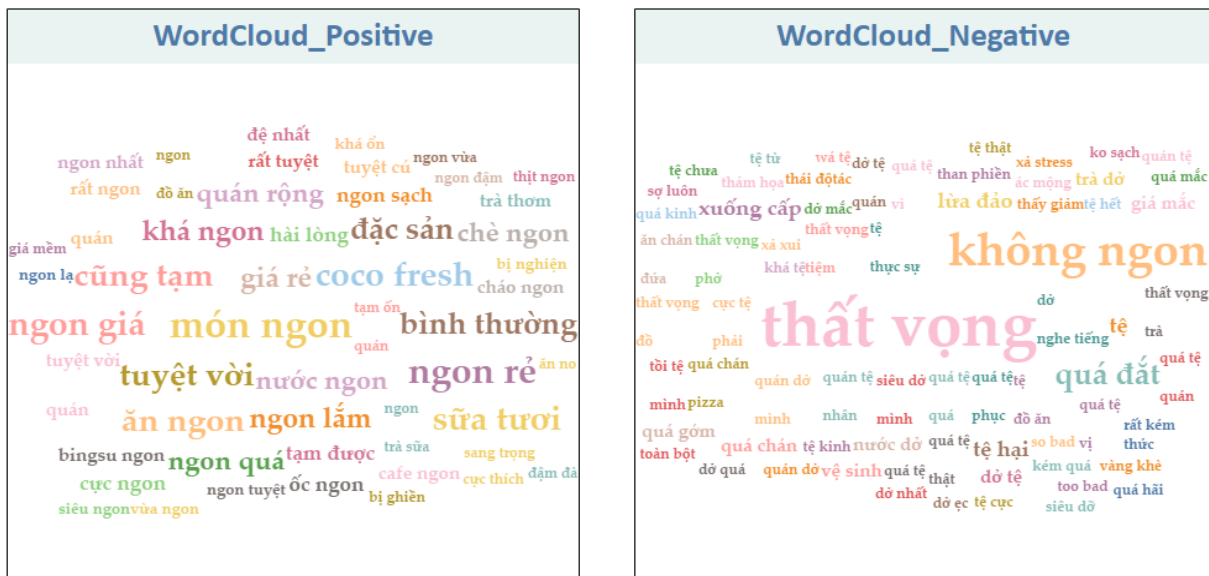 WordCloud_Positive
đệ nhất
khá ổn
ngon nhất
ngon
rất tuyệt
tuyệt cú
ngon vừa
rất ngon
đồ ăn
quán rộng
ngon sạch
ngon đậm
thịt ngon
trà thơm
giá mềm
quán
khá ngon
hài lòng
đặc sản
chè ngon
ngon lạ
cũng tạm
giá rẻ
coco fresh
bị nghiện
cháo ngon
ngon giá
món ngon
tạm ổn
quán
bình thường
tuyệt vời
tuyệt vời
nước ngon
ngon rẻ
ăn no
quán
ăn ngon
ngon lắm
ngon
sữa tươi
bingsu ngon
ngon quá
tạm được
trà sữa
sang trọng
cực ngon
ngon tuyệt
ốc ngon
cafe ngon
cực thích
đậm đà
bị ghiền
siêu ngon
vừa ngon
WordCloud_Negative
tệ thật
tệ chưa
tệ từ
wá tệ
dở tệ
quá tệ
than phiền
xả stress
ko sạch
quán tệ
sợ luôn
thảm họa
thái độ
tác
ác mộng
trà dở
quá mắc
quá kinh
xuống cấp
dở mắc
quán
vì
lừa đảo
thấy giảm
tệ hết
giá mắc
ăn chán
thất vọng
xả xui
thất vọng
tệ
không ngon
đứa
phở
khá tệ
tiệm
thực sự
thất vọng
cực tệ
thất vọng
dở
thất vọng
đồ
phải
nghe tiếng
tệ
trà
tồi tệ
quá chán
quán dở
quán tệ
siêu dở
quá tệ
quá tệ
tệ
quá đắt
quá tệ
quán
mình
pizza
mình
nhân
mình
quá
phục
đồ ăn
quá tệ
rất kém
quá gớm
toàn bột
quá chán
tệ kinh
nước dở
quá tệ
tệ hại
so bad
vị
thức
dở quá
quán dở
vệ sinh
quá tệ
thật
dở tệ
kém quá
vàng khè
dở nhất
dở ẹc
tệ cực
too bad
quá hãi
siêu dỡ